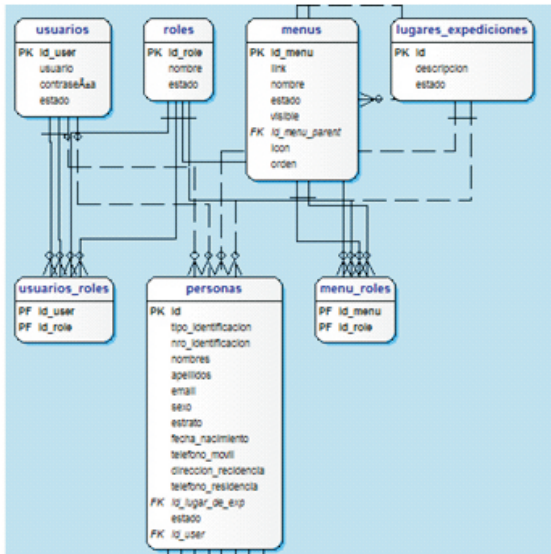 usuarios
PK id_user
usuario
contraseÃ±a
estado
roles
PK id_role
nombre
estado
menus
PK id_menu
link
nombre
estado
visible
FK id_menu_parent
icon
orden
lugares_expediciones
PK id
descripcion
estado
usuarios_roles
PF id_user
PF id_role
personas
PK id
tipo_identificacion
nro_identificacion
nombres
apellidos
email
sexo
estrato
fecha_nacimiento
telefono_movil
direccion_recidencia
telefono_residencia
FK id_lugar_de_exp
estado
FK id_user
menu_roles
PF id_menu
PF id_role